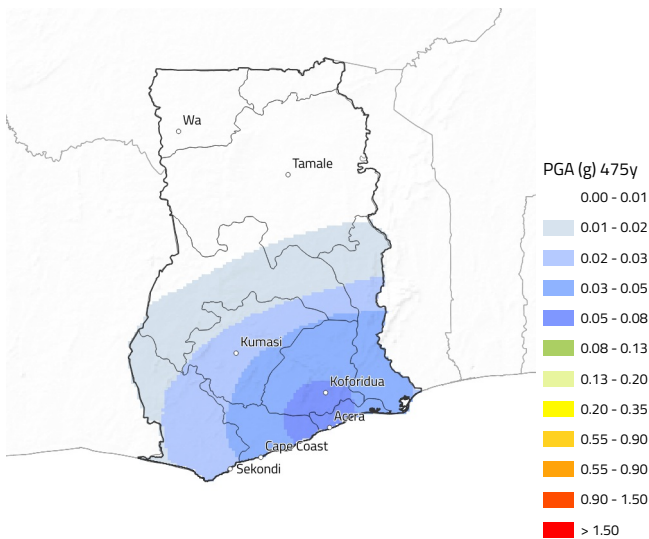 Wa
Tamale
Kumasi
Koforidua
Accra
Cape Coast
Sekondi
PGA (g) 475y
0.00 - 0.01
0.01 - 0.02
0.02 - 0.03
0.03 - 0.05
0.05 - 0.08
0.08 - 0.13
0.13 - 0.20
0.20 - 0.35
0.55 - 0.90
0.55 - 0.90
0.90 - 1.50
> 1.50